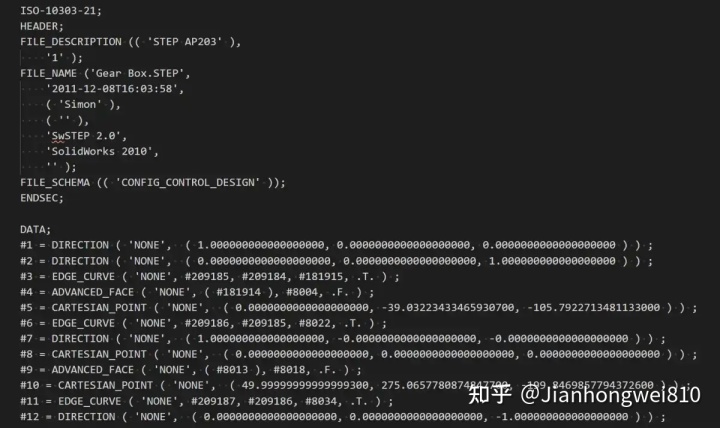 ISO-10303-21;
HEADER;
FILE_DESCRIPTION (( 'STEP AP203' ),
'1' );
FILE_NAME ('Gear Box.STEP',
'2011-12-08T16:03:58',
( 'Simon' ),
( '' ),
'SwSTEP 2.0',
'SolidWorks 2010',
'' );
FILE_SCHEMA (( 'CONFIG_CONTROL_DESIGN' ));
ENDSEC;
DATA;
#1 = DIRECTION ( 'NONE', ( 1.000000000000000000, 0.0000000000000000000, 0.0000000000000000000 ) ) ;
#2 = DIRECTION ( 'NONE', ( 0.0000000000000000000, 0.0000000000000000000, 1.000000000000000000 ) ) ;
#3 = EDGE_CURVE ( 'NONE', #209185, #209184, #181915, .T. ) ;
#4 = ADVANCED_FACE ( 'NONE', ( #181914 ), #8004, .F. ) ;
#5 = CARTESIAN_POINT ( 'NONE', ( 0.0000000000000000000, -39.03223433465930700, -105.7922713481133000 ) ) ;
#6 = EDGE_CURVE ( 'NONE', #209186, #209185, #8022, .T. ) ;
#7 = DIRECTION ( 'NONE', ( 1.000000000000000000, -0.0000000000000000000, -0.0000000000000000000 ) ) ;
#8 = CARTESIAN_POINT ( 'NONE', ( 0.0000000000000000000, 0.0000000000000000000, 0.0000000000000000000 ) ) ;
#9 = ADVANCED_FACE ( 'NONE', ( #8013 ), #8018, .F. ) ;
#10 = CARTESIAN_POINT ( 'NONE', ( 49.99999999999999300, ) ) ;
#11 = EDGE_CURVE ( 'NONE', #209187, #209186, #8034, .T. ) ;
#12 = DIRECTION ( 'NONE', ( 0.0000000000000000000, 0.0000000000000000000, -1.000000000000000000 ) ) ;
知乎 @Jianhongwei810